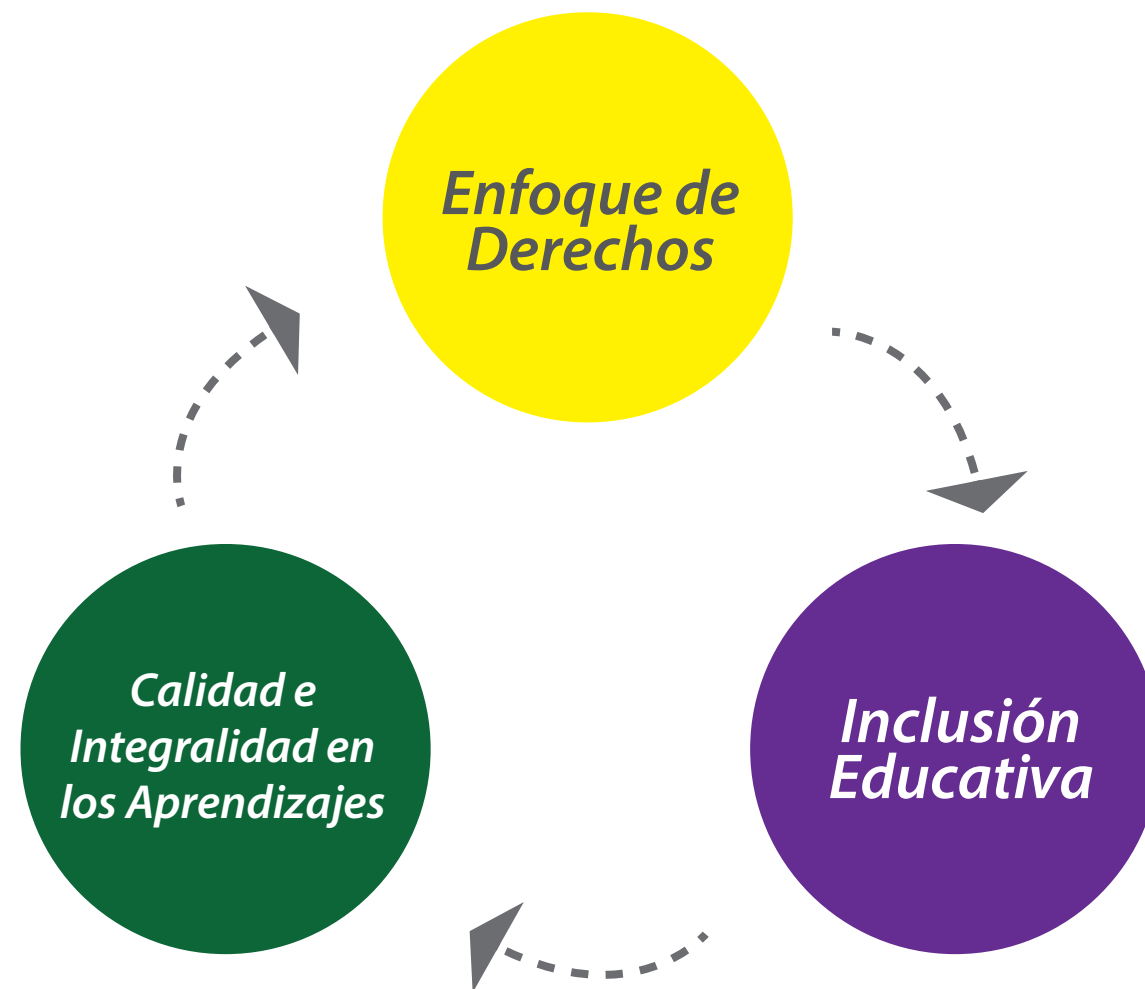 Enfoque de
Derechos
Calidad e
Integralidad en
los Aprendizajes
Inclusión
Educativa